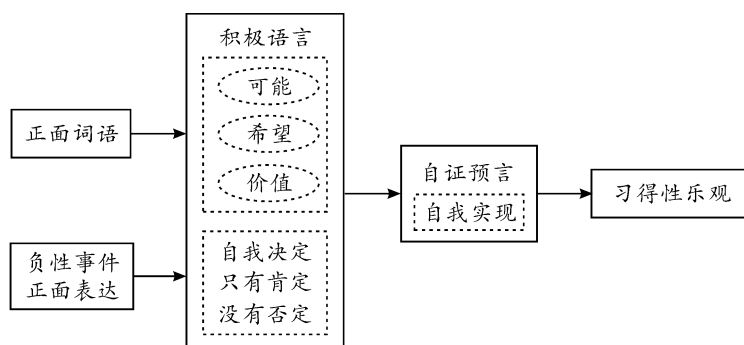 正面词语
负性事件
正面表达
积极语言
可能
希望
价值
自我决定
只有肯定
没有否定
自证预言
自我实现
习得性乐观